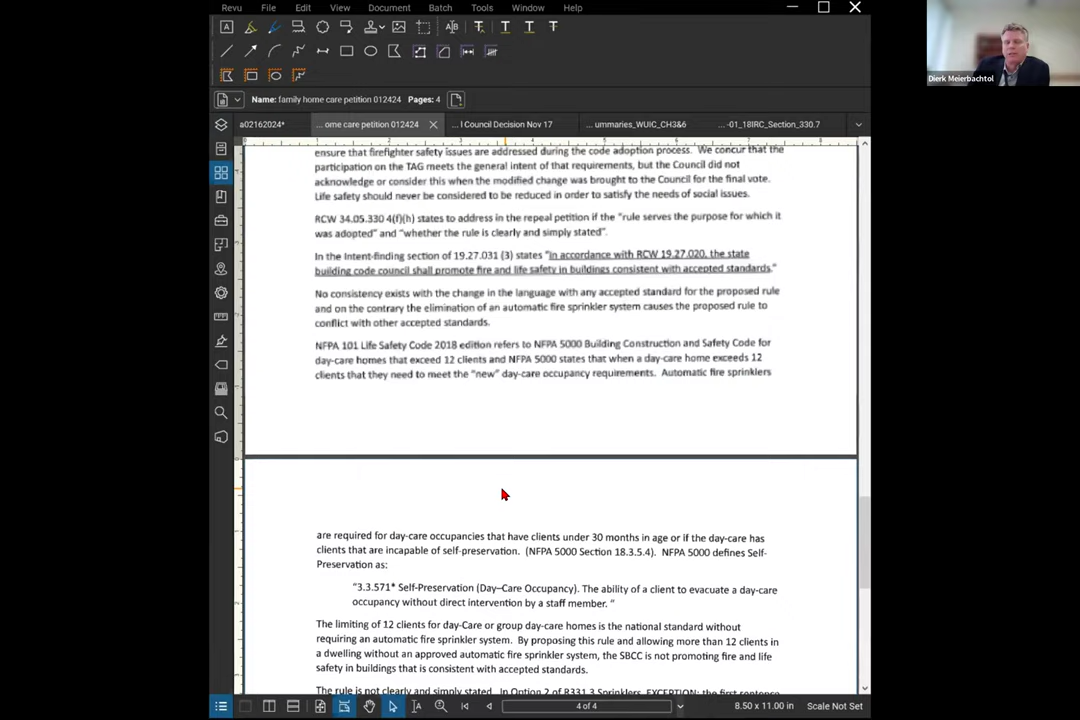 Revu File Edit View Document Batch Tools Window Help
Name: family home care petition 012424 Pages: 4
a02162024* ... ome care petition 012424 ... l Council Decision Nov 17 ... ummaries_WUIC_CH3&6 ... -01_18IRC_Section_330.7
ensure that firefighter safety issues are addressed during the code adoption process. We concur that the
participation on the TAG meets the general intent of that requirements, but the Council did not
acknowledge or consider this when the modified change was brought to the Council for the final vote.
Life safety should never be considered to be reduced in order to satisfy the needs of social issues.
RCW 34.05.330 4(f)(h) states to address in the repeal petition if the "rule serves the purpose for which it
was adopted" and "whether the rule is clearly and simply stated".
In the Intent-finding section of 19.27.031 (3) states "In accordance with RCW 19.27.020, the state
building code council shall promote fire and life safety in buildings consistent with accepted standards."
No consistency exists with the change in the language with any accepted standard for the proposed rule
and on the contrary the elimination of an automatic fire sprinkler system causes the proposed rule to
conflict with other accepted standards.
NFPA 101 Life Safety Code 2018 edition refers to NFPA 5000 Building Construction and Safety Code for
day-care homes that exceed 12 clients and NFPA 5000 states that when a day-care home exceeds 12
clients that they need to meet the "new" day-care occupancy requirements. Automatic fire sprinklers
are required for day-care occupancies that have clients under 30 months in age or if the day-care has
clients that are incapable of self-preservation. (NFPA 5000 Section 18.3.5.4). NFPA 5000 defines Self-
Preservation as:
"3.3.571* Self-Preservation (Day–Care Occupancy). The ability of a client to evacuate a day-care
occupancy without direct intervention by a staff member. "
The limiting of 12 clients for day-Care or group day-care homes is the national standard without
requiring an automatic fire sprinkler system. By proposing this rule and allowing more than 12 clients in
a dwelling without an approved automatic fire sprinkler system, the SBCC is not promoting fire and life
safety in buildings that is consistent with accepted standards.
The rule is not clearly and simply stated. In Option 2 of R331.3 Sprinklers, EXCEPTION: the first sentence
4 of 4 8.50 x 11.00 in Scale Not Set
Dierk Meierbachtol